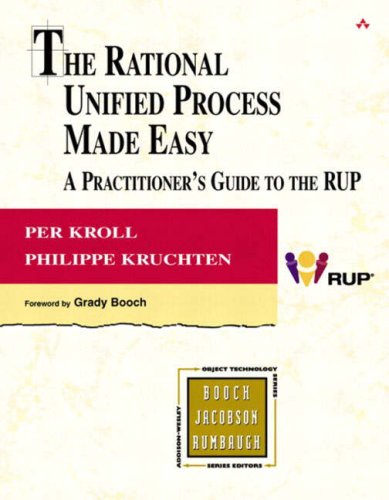 THE RATIONAL
UNIFIED PROCESS
MADE EASY
A PRACTITIONER'S GUIDE TO THE RUP
PER KROLL
PHILIPPE KRUCHTEN
RUP®
Foreword by Grady Booch
OBJECT TECHNOLOGY
SERIES
ADDISON-WESLEY
BOOCH
JACOBSON
RUMBAUGH
SERIES EDITORS